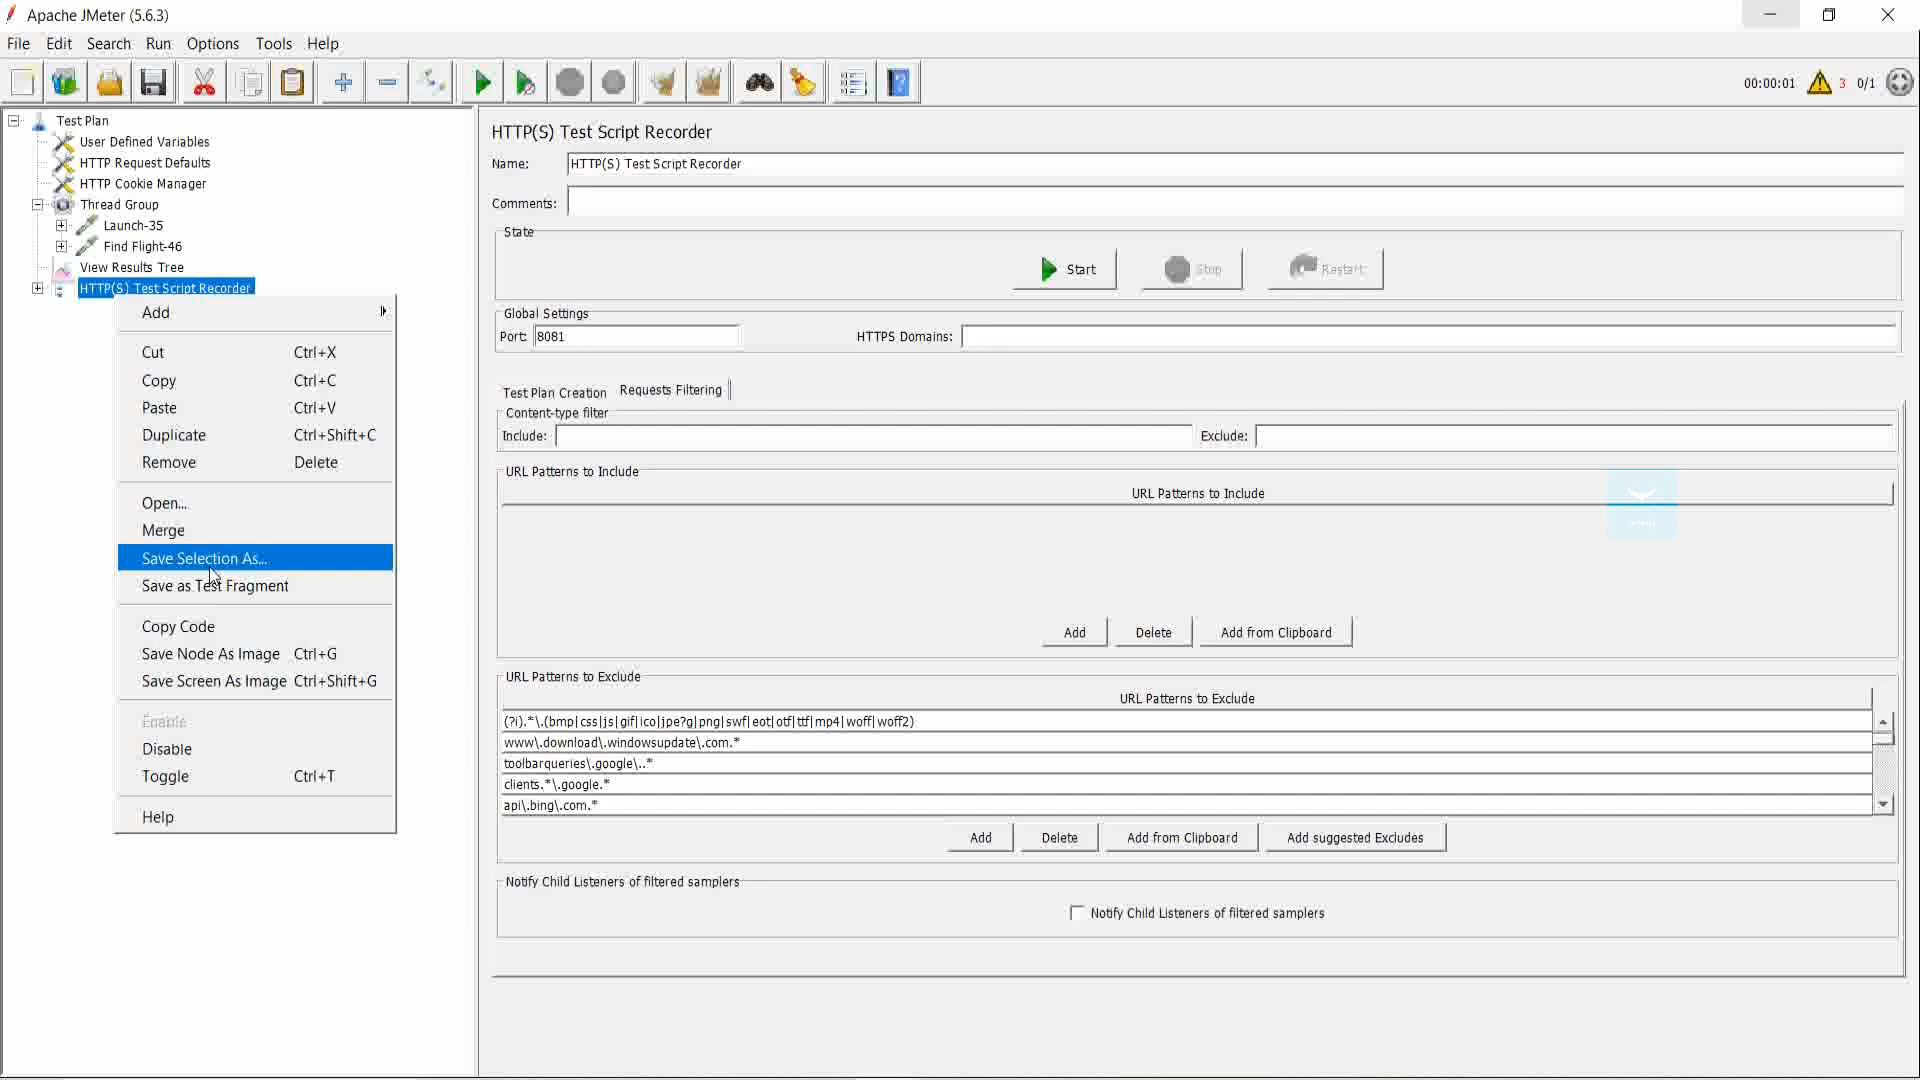 Apache JMeter (5.6.3)
File Edit Search Run Options Tools Help
00:00:01 3 0/1
Test Plan
User Defined Variables
HTTP Request Defaults
HTTP Cookie Manager
Thread Group
Launch-35
Find Flight-46
View Results Tree
HTTP(S) Test Script Recorder
Add
Cut Ctrl+X
Copy Ctrl+C
Paste Ctrl+V
Duplicate Ctrl+Shift+C
Remove Delete
Open...
Merge
Save Selection As...
Save as Test Fragment
Copy Code
Save Node As Image Ctrl+G
Save Screen As Image Ctrl+Shift+G
Enable
Disable
Toggle Ctrl+T
Help
HTTP(S) Test Script Recorder
Name: HTTP(S) Test Script Recorder
Comments:
State
Start Stop Restart
Global Settings
Port: 8081 HTTPS Domains:
Test Plan Creation Requests Filtering
Content-type filter
Include: Exclude:
URL Patterns to Include
URL Patterns to Include
Add Delete Add from Clipboard
URL Patterns to Exclude
URL Patterns to Exclude
(?i).*\.(bmp|css|js|gif|ico|jpe?g|png|swf|eot|otf|ttf|mp4|woff|woff2)
www\.download\.windowsupdate\.com.*
toolbarqueries\.google\..*
clients.*\.google.*
api\.bing\.com.*
Add Delete Add from Clipboard Add suggested Excludes
Notify Child Listeners of filtered samplers
Notify Child Listeners of filtered samplers